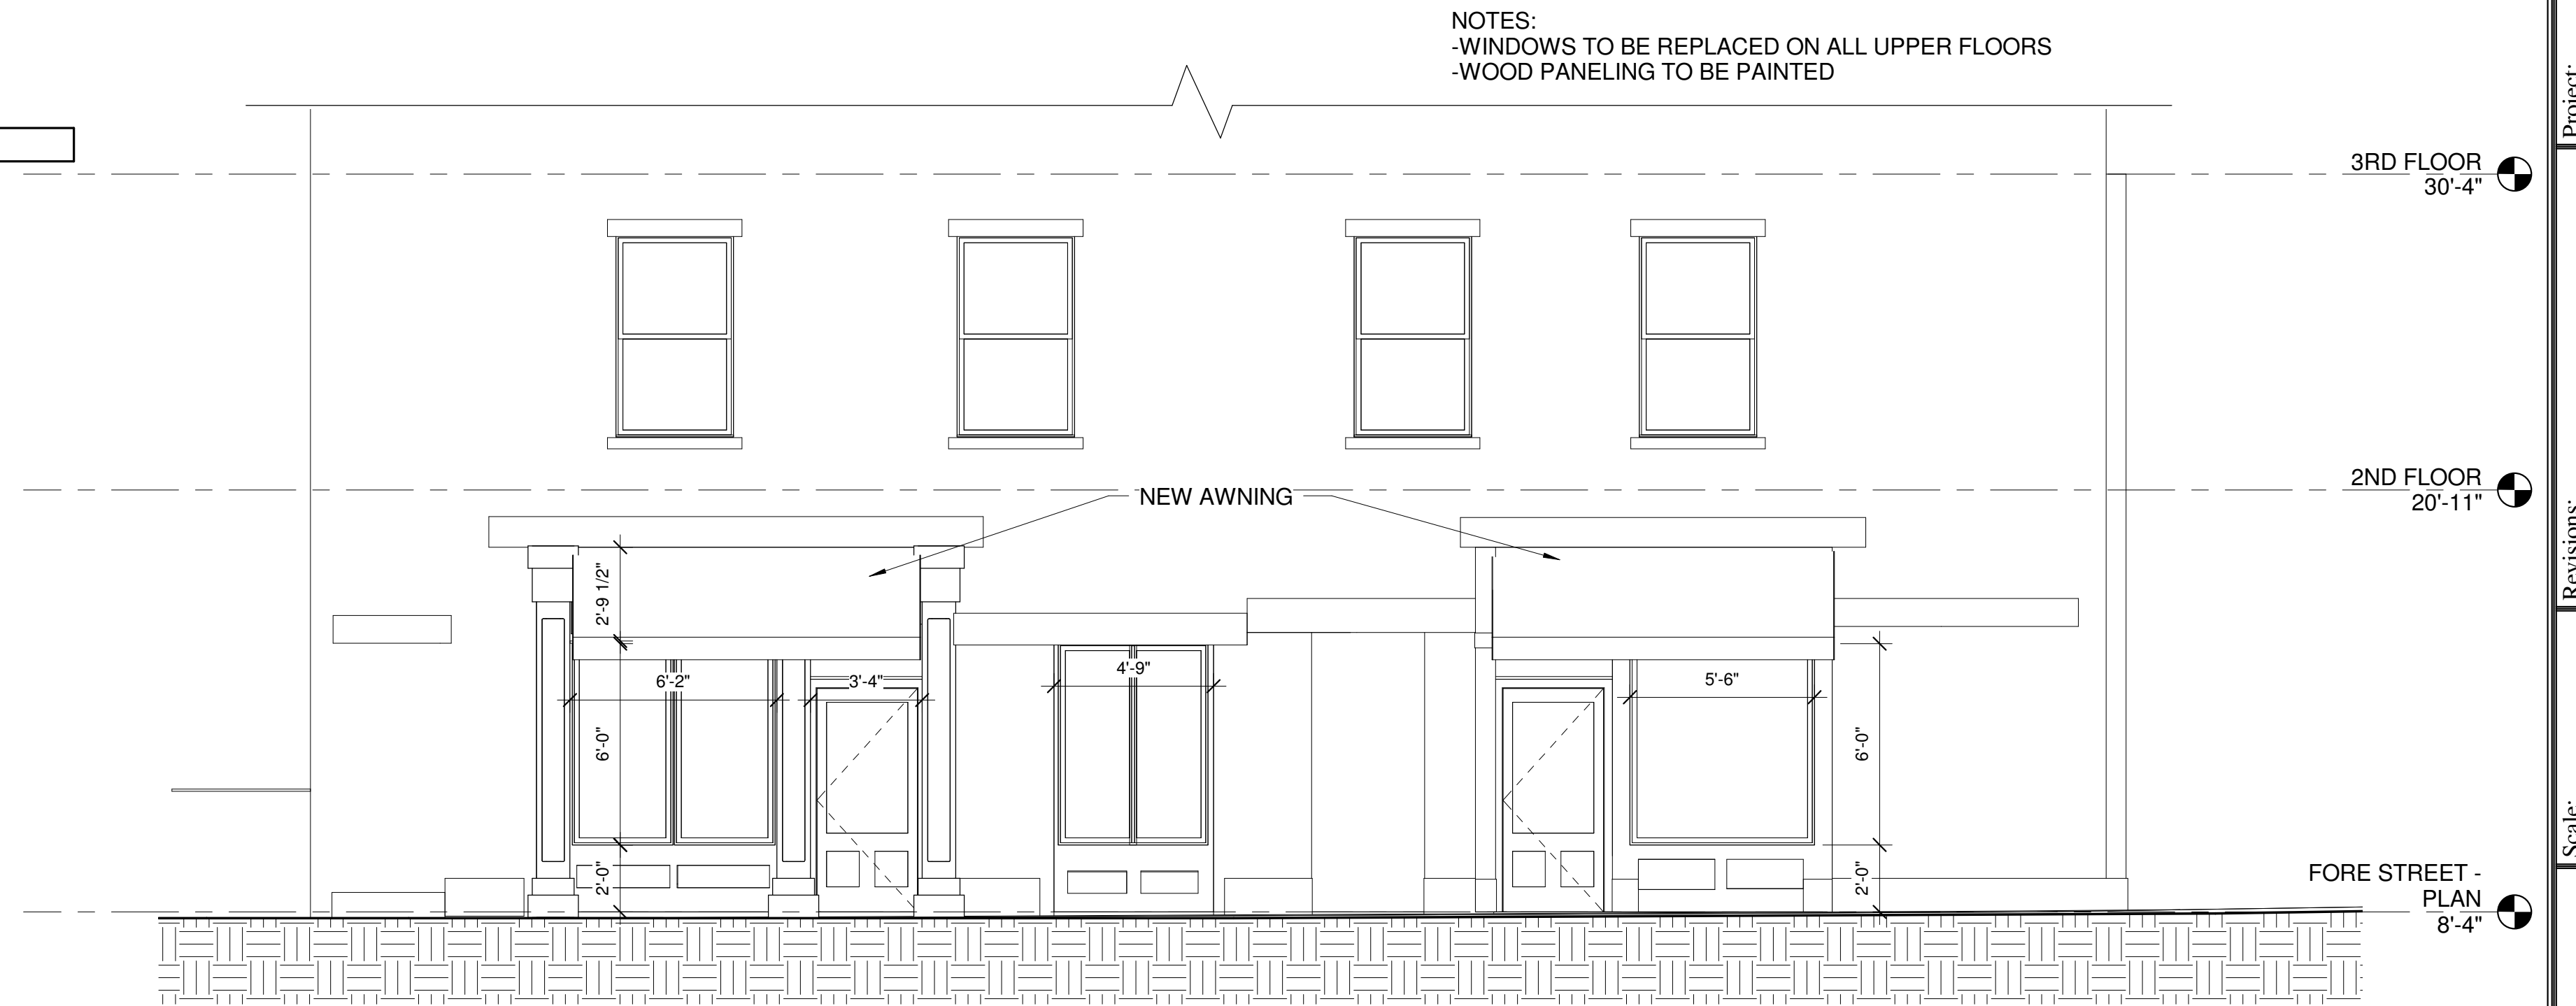 NOTES:
-WINDOWS TO BE REPLACED ON ALL UPPER FLOORS
-WOOD PANELING TO BE PAINTED
Project:
3RD FLOOR
30'-4"
2ND FLOOR
20'-11"
NEW AWNING
Revisions:
2'-9 1/2"
6'-2"
3'-4"
4'-9"
5'-6"
6'-0"
6'-0"
Scale:
2'-0"
2'-0"
FORE STREET -
PLAN
8'-4"